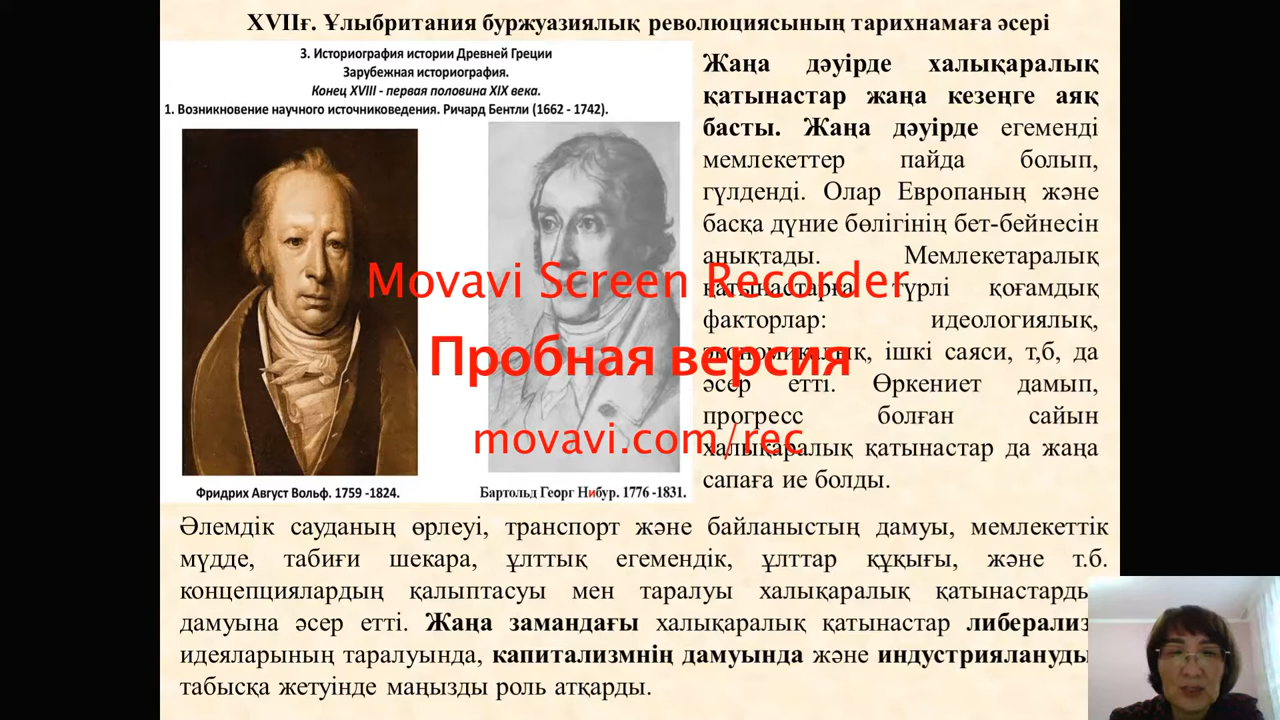 XVIIғ. Ұлыбритания буржуазиялық революциясының тарихнамаға әсері
3. Историография истории Древней Греции
Зарубежная историография.
Конец XVIII - первая половина XIX века.
1. Возникновение научного источниковедения. Ричард Бентли (1662 - 1742).
Фридрих Август Вольф. 1759 -1824.
Бартольд Георг Нибур. 1776 -1831.
Жаңа дәуірде халықаралық
қатынастар жаңа кезеңге аяқ
басты. Жаңа дәуірде егеменді
мемлекеттер пайда болып,
гүлденді. Олар Европаның және
басқа дүние бөлігінің бет-бейнесін
анықтады. Мемлекетаралық
қатынастарға түрлі қоғамдық
факторлар: идеологиялық,
экономикалық, ішкі саяси, т,б, да
әсер етті. Өркениет дамып,
прогресс болған сайын
халықаралық қатынастар да жаңа
сапаға ие болды.
Әлемдік сауданың өрлеуі, транспорт және байланыстың дамуы, мемлекеттік
мүдде, табиғи шекара, ұлттық егемендік, ұлттар құқығы, және т.б.
концепциялардың қалыптасуы мен таралуы халықаралық
дамуына әсер етті. Жаңа замандағы халықаралық қатынастар
идеяларының таралуында, капитализмнің дамуында және
табысқа жетуінде маңызды роль атқарды.
Movavi Screen Recorder
Пробная версия
movavi.com/rec